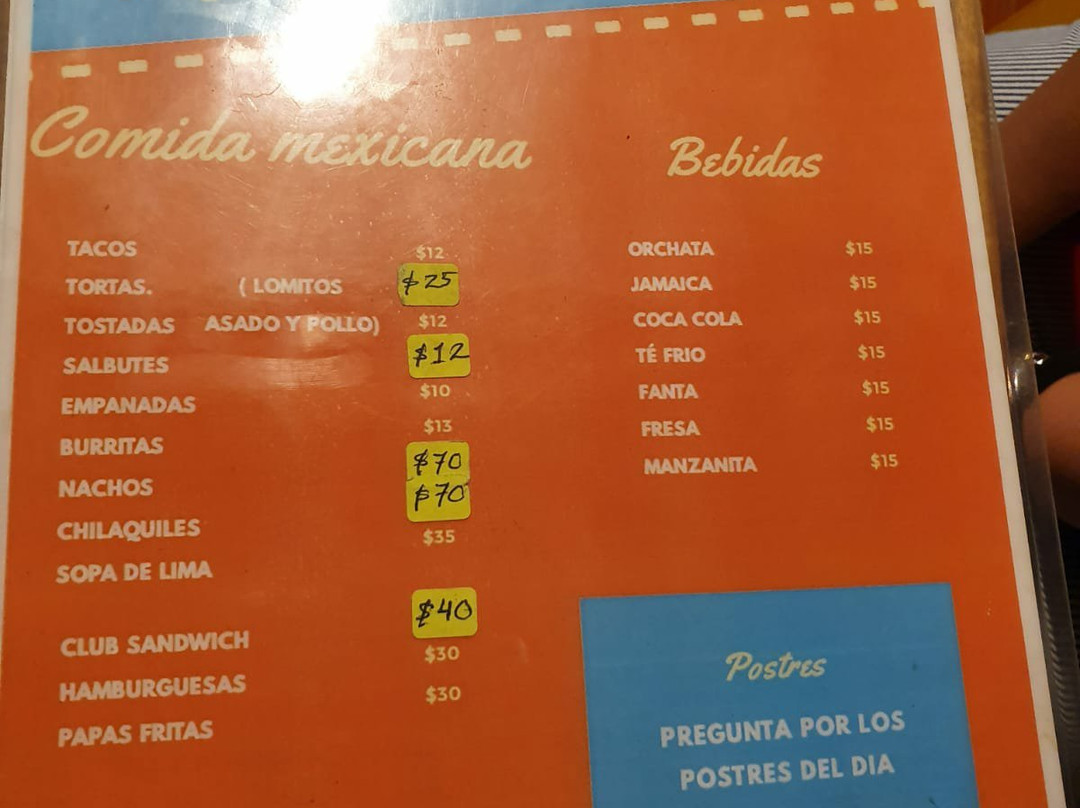 Comida mexicana
TACOS $12
TORTAS. ( LOMITOS $25
TOSTADAS ASADO Y POLLO) $12
SALBUTES $12
EMPANADAS $10
BURRITAS $13
NACHOS $70
CHILAQUILES $70
SOPA DE LIMA $35
CLUB SANDWICH $40
HAMBURGUESAS $30
PAPAS FRITAS $30
Bebidas
ORCHATA $15
JAMAICA $15
COCA COLA $15
TÉ FRIO $15
FANTA $15
FRESA $15
MANZANITA $15
Postres
PREGUNTA POR LOS
POSTRES DEL DIA